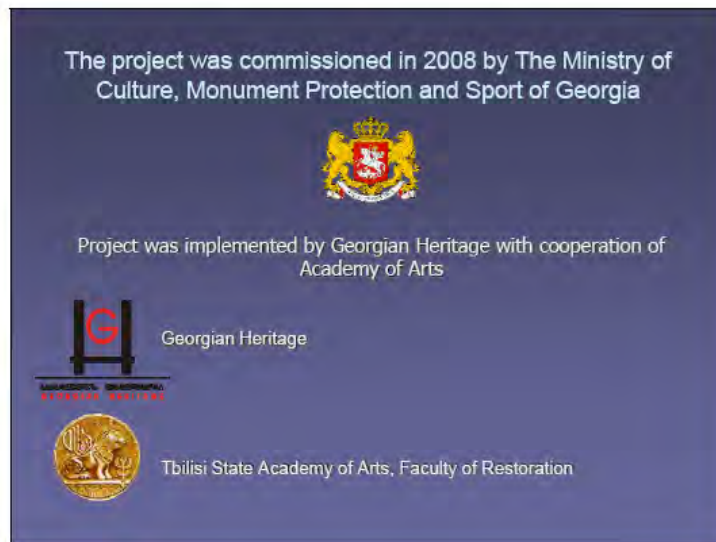 The project was commissioned in 2008 by The Ministry of
Culture, Monument Protection and Sport of Georgia
Project was implemented by Georgian Heritage with cooperation of
Academy of Arts
G
Georgian Heritage
GEORGIAN HERITAGE
Tbilisi State Academy of Arts, Faculty of Restoration